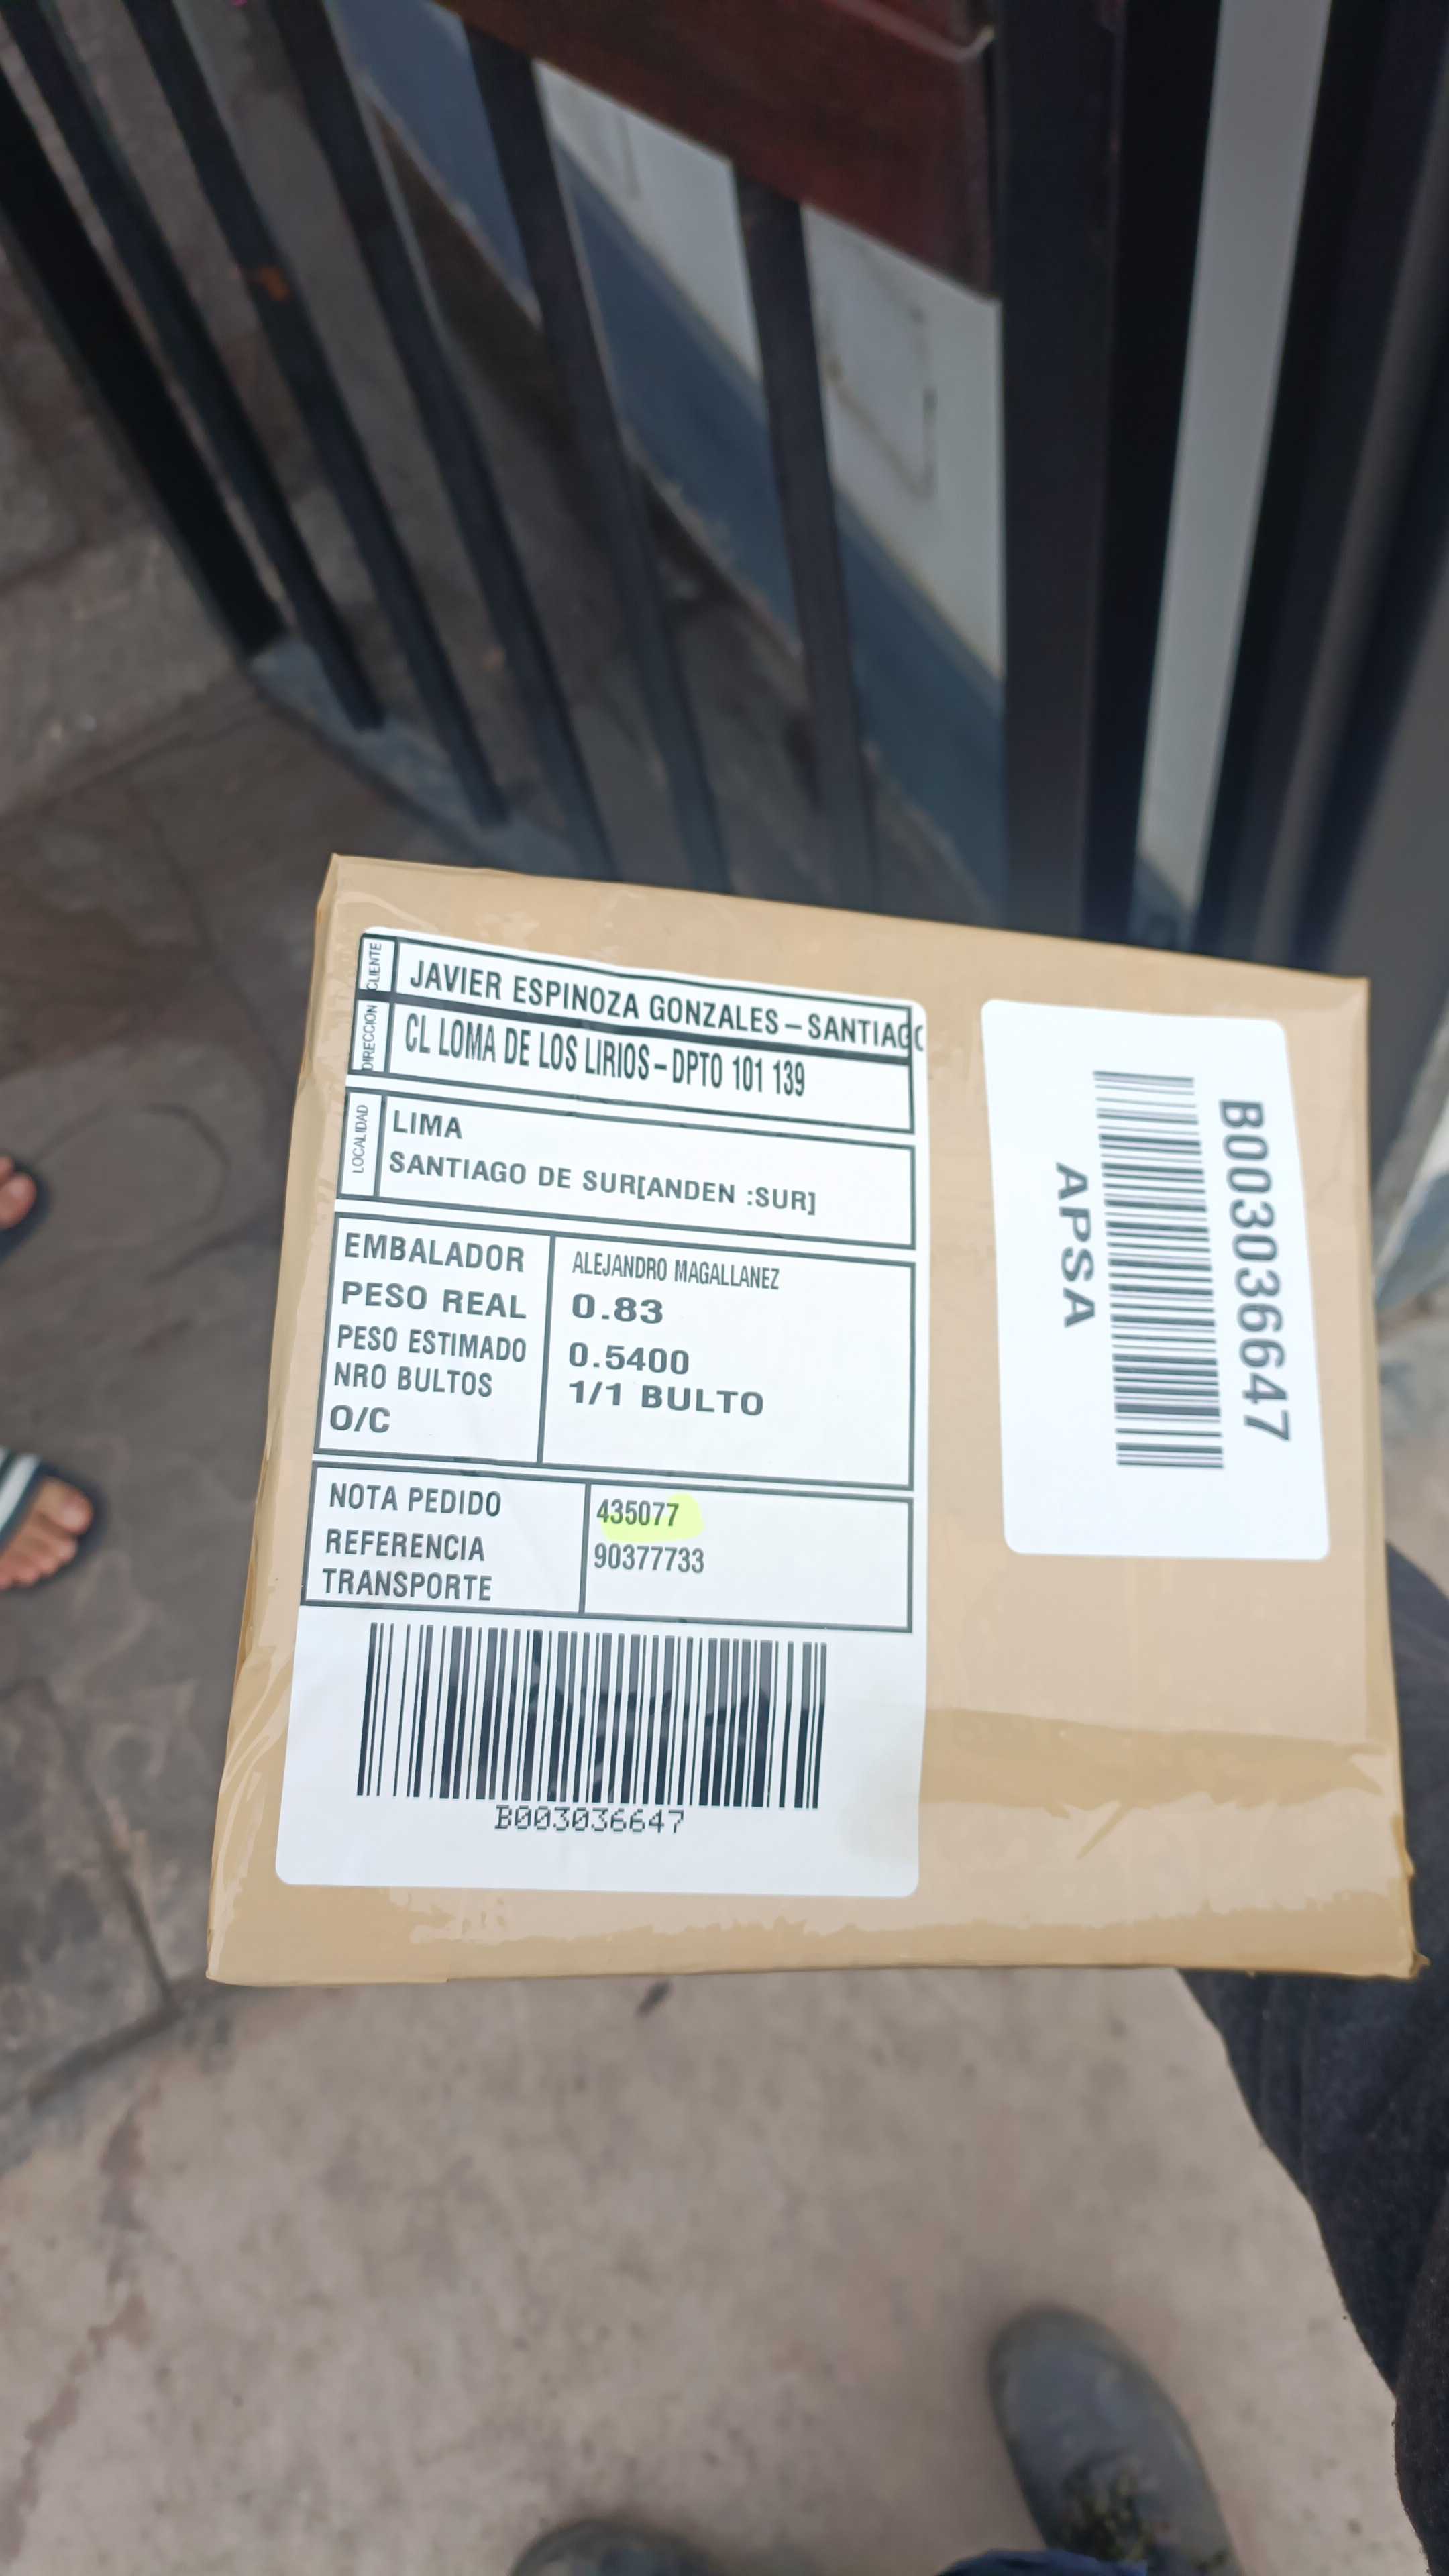 CLIENTE
JAVIER ESPINOZA GONZALES – SANTIAGO
DIRECCION
CL LOMA DE LOS LIRIOS – DPTO 101 139
LOCALIDAD
LIMA
SANTIAGO DE SUR[ANDEN :SUR]
EMBALADOR ALEJANDRO MAGALLANEZ
PESO REAL 0.83
PESO ESTIMADO 0.5400
NRO BULTOS 1/1 BULTO
O/C
NOTA PEDIDO 435077
REFERENCIA 90377733
TRANSPORTE
B003036647
B003036647
APSA